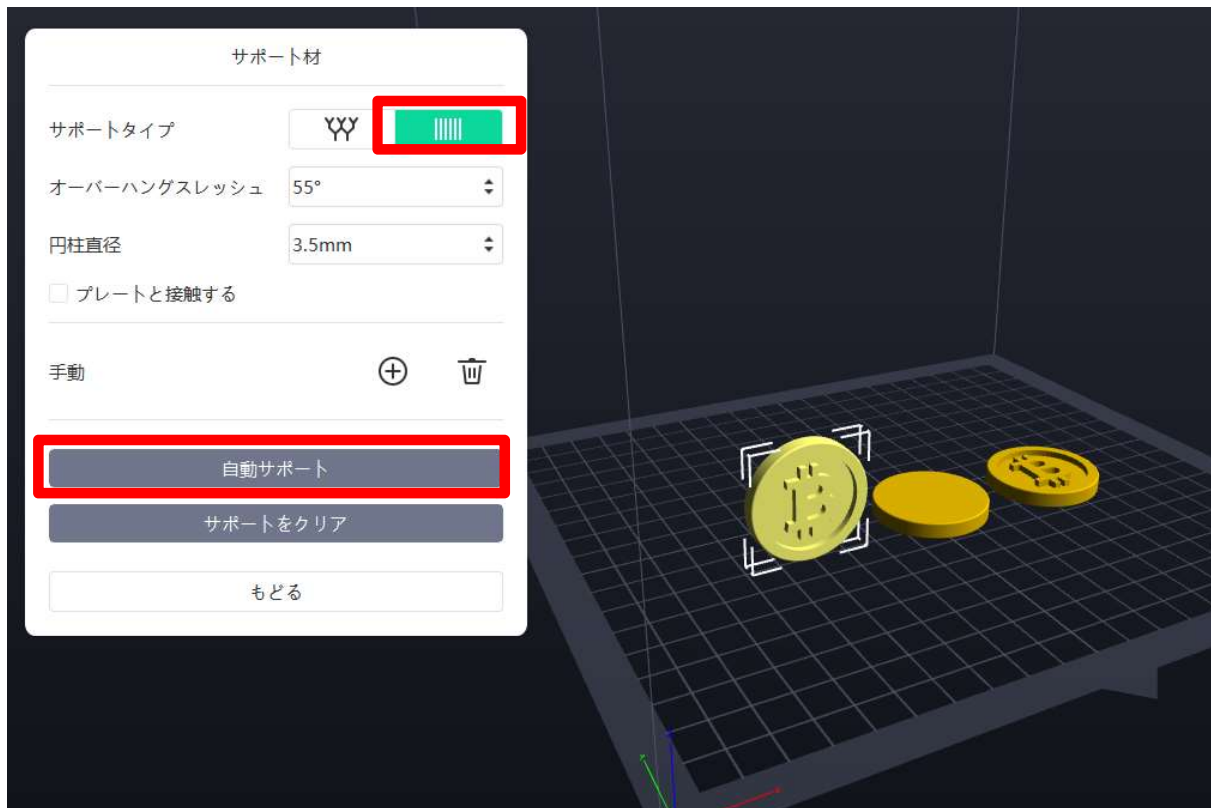 サポート材
サポートタイプ
オーバーハングスレッシュ 55°
円柱直径 3.5mm
プレートと接触する
手動
自動サポート
サポートをクリア
もどる